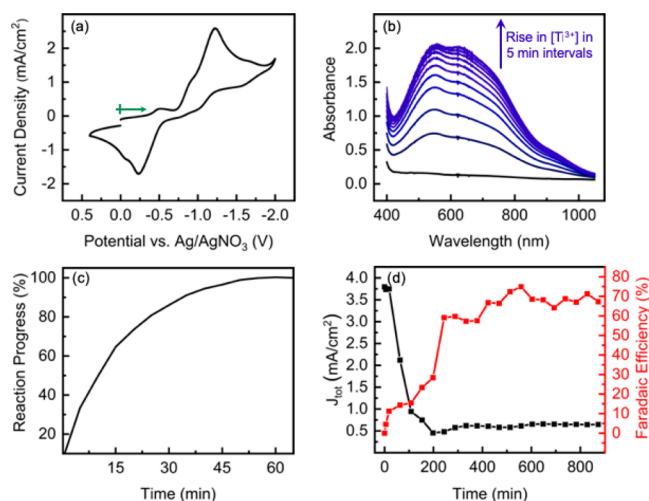 (a)
Current Density (mA/cm²)
2
1
0
-1
-2
0.5 0.0 -0.5 -1.0 -1.5 -2.0
Potential vs. Ag/AgNO₃ (V)
(b)
Rise in [Ti³⁺] in
5 min intervals
Absorbance
2.0
1.5
1.0
0.5
0.0
400 600 800 1000
Wavelength (nm)
(c)
Reaction Progress (%)
100
80
60
40
20
15 30 45 60
Time (min)
(d)
J_tot (mA/cm²)
4.0
3.5
3.0
2.5
2.0
1.5
1.0
0.5
0 200 400 600 800
Time (min)
80
70
60
50
40
30
20
10
0
Faradaic Efficiency (%)